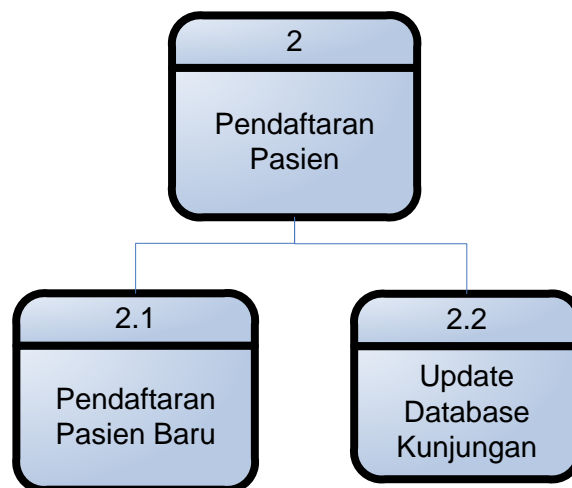 2
Pendaftaran
Pasien
2.1
Pendaftaran
Pasien Baru
2.2
Update
Database
Kunjungan